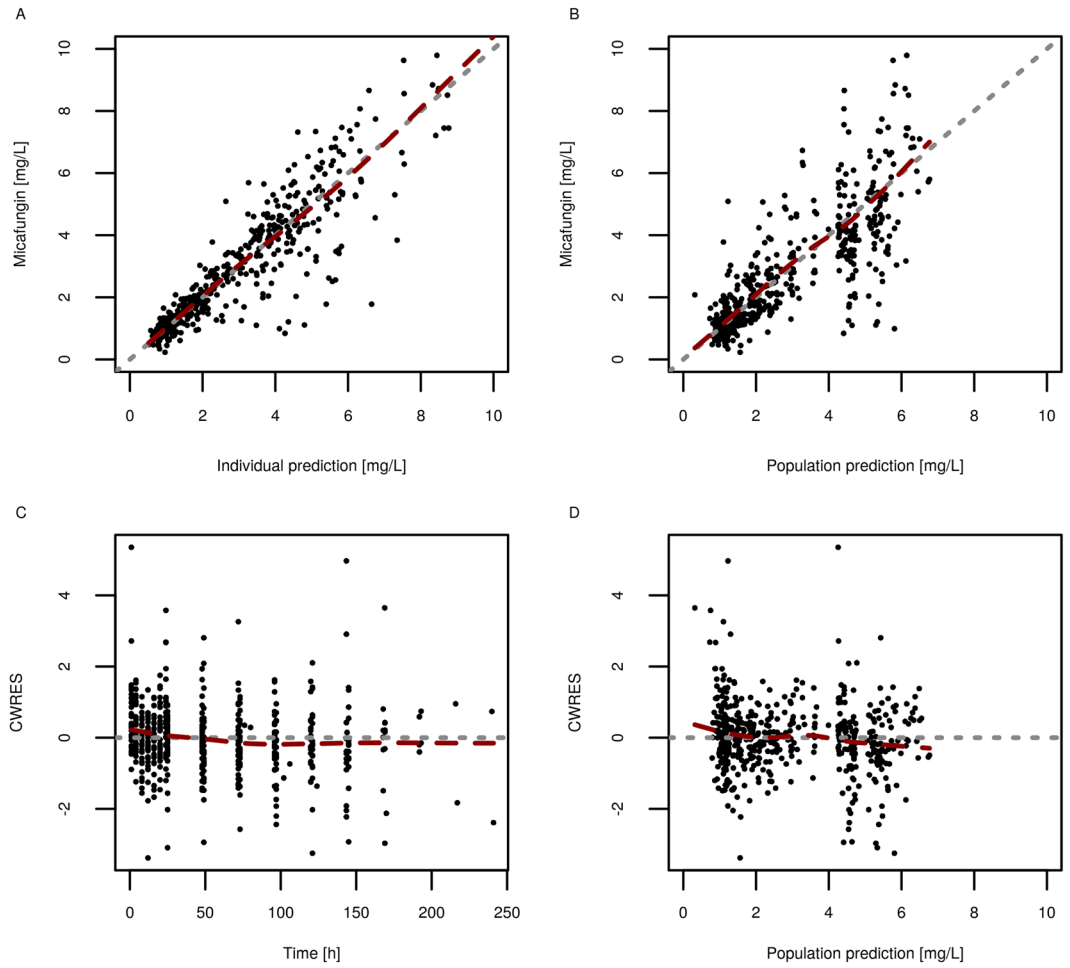 A
Micafungin [mg/L]
10
8
6
4
2
0
0 2 4 6 8 10
Individual prediction [mg/L]
B
Micafungin [mg/L]
10
8
6
4
2
0
0 2 4 6 8 10
Population prediction [mg/L]
C
CWRES
4
2
0
-2
0 50 100 150 200 250
Time [h]
D
CWRES
4
2
0
-2
0 2 4 6 8 10
Population prediction [mg/L]